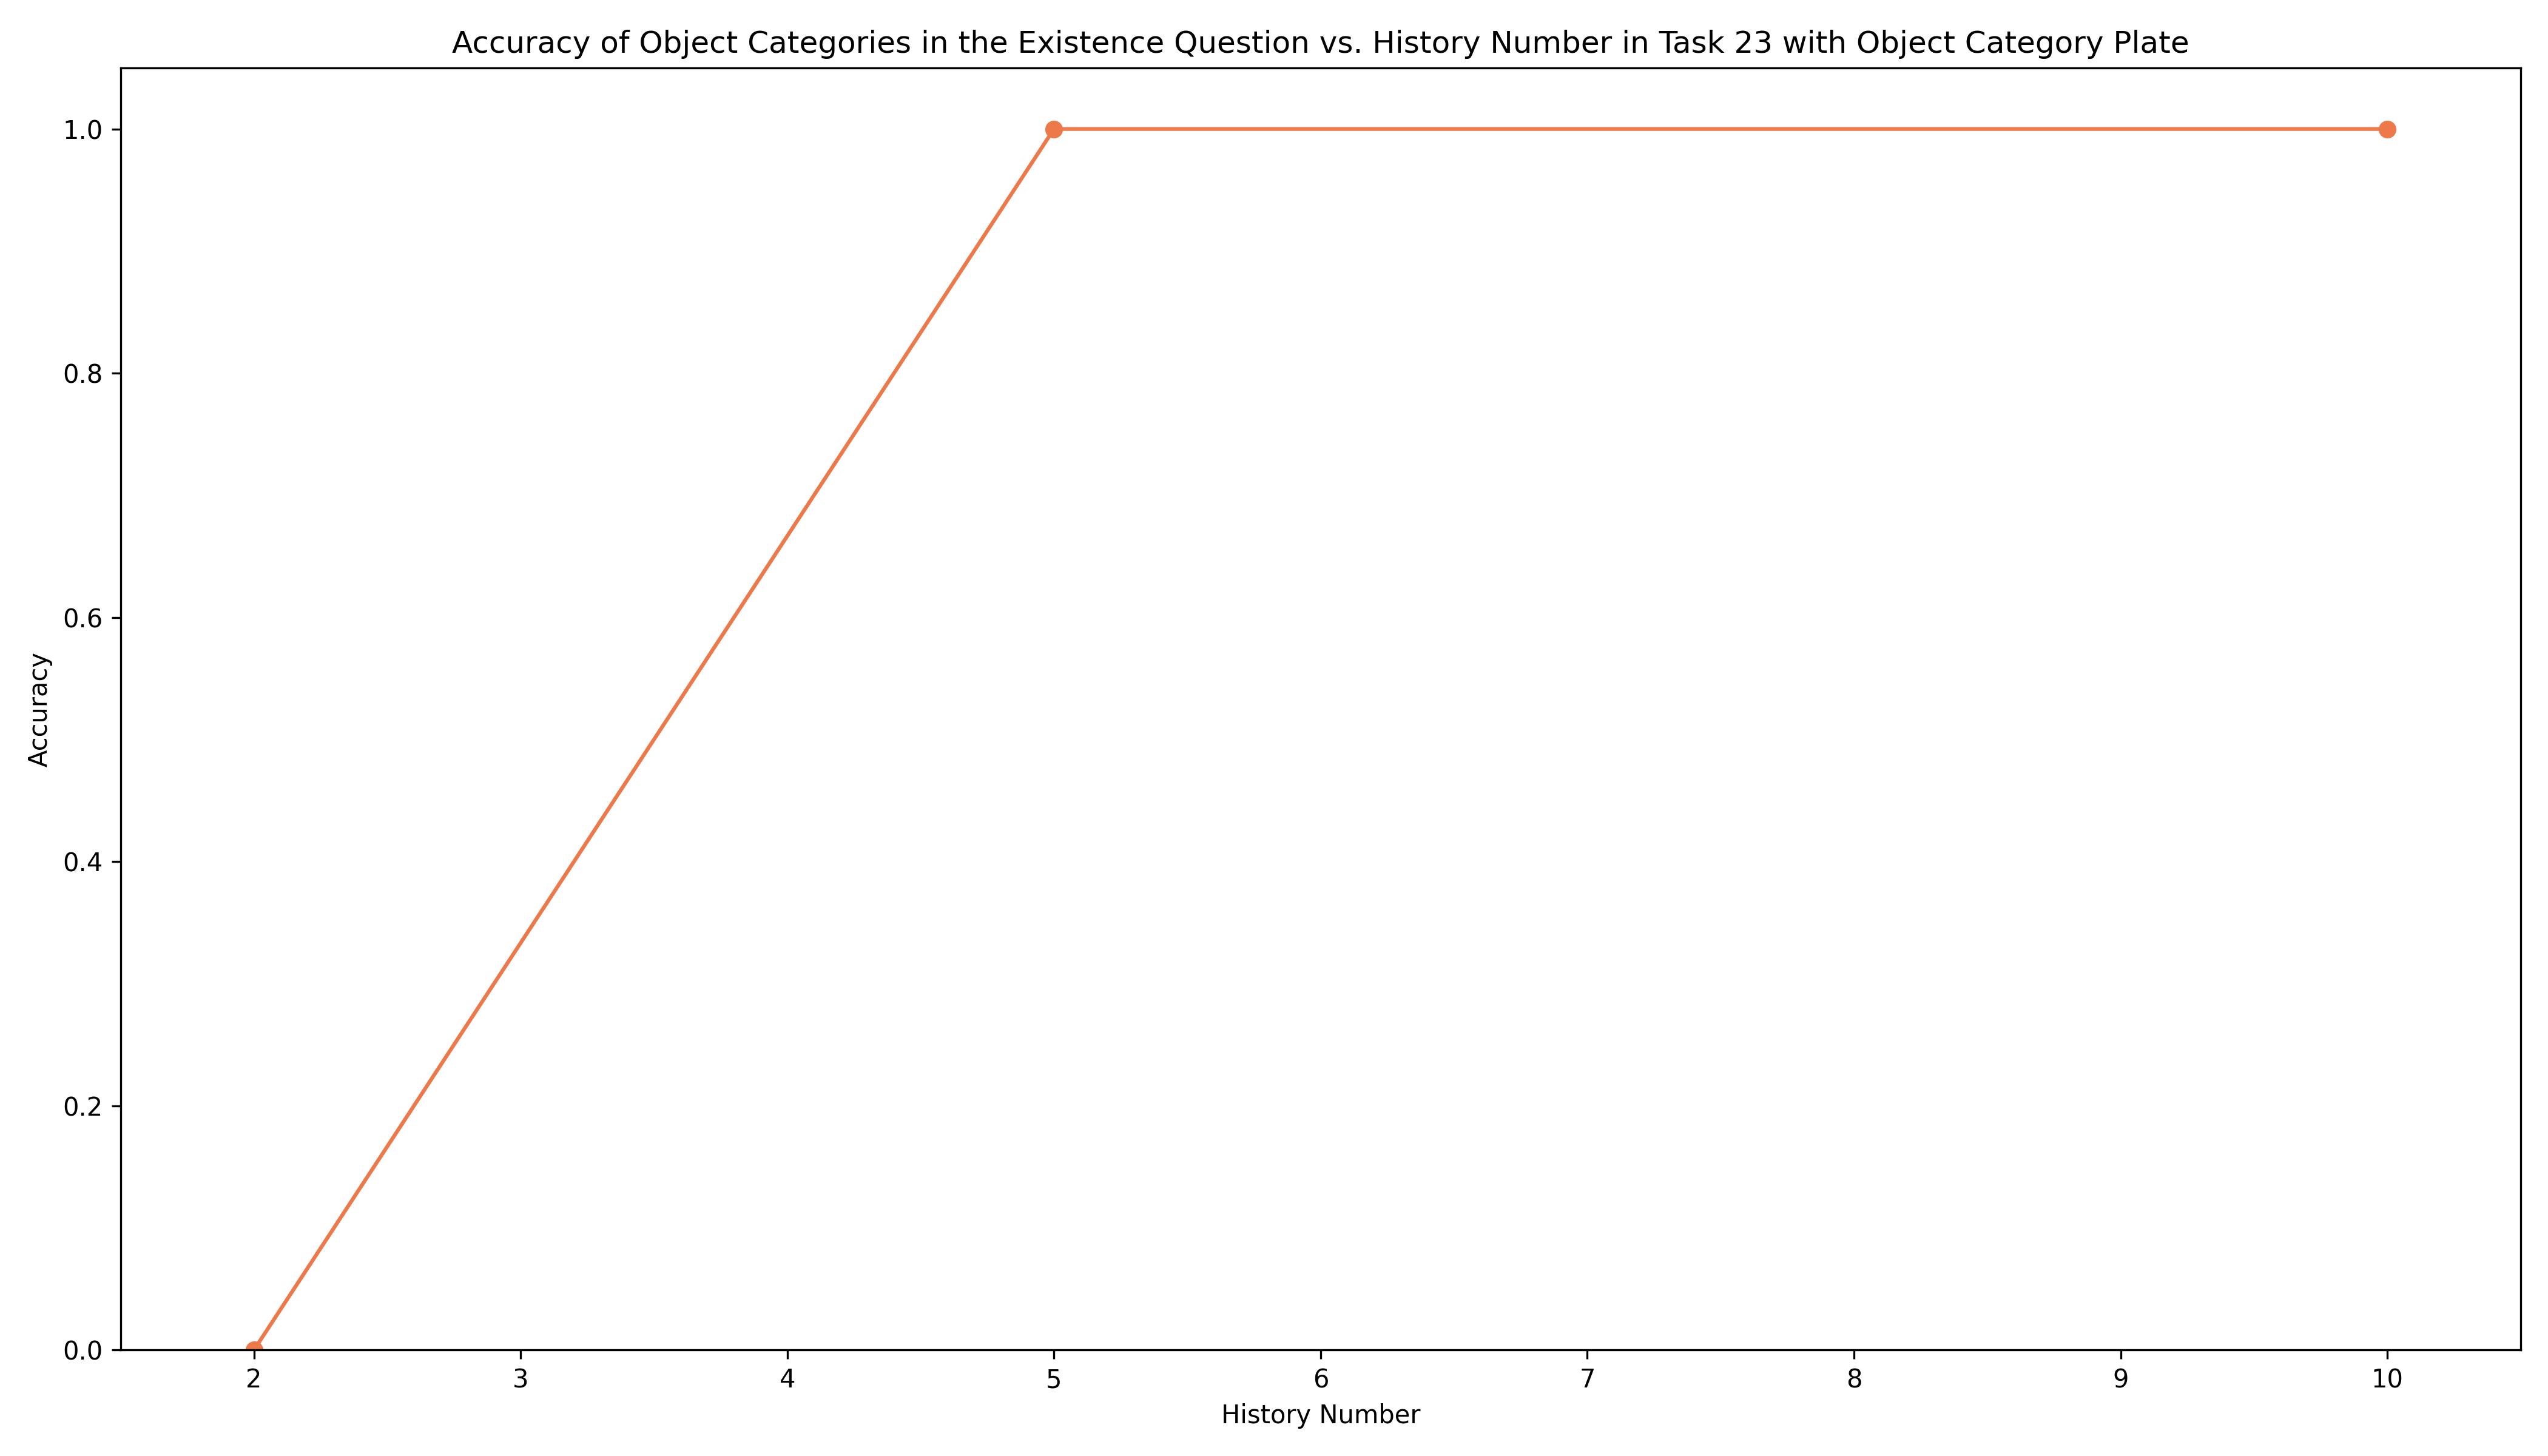 Accuracy of Object Categories in the Existence Question vs. History Number in Task 23 with Object Category Plate
1.0
0.8
0.6
0.4
0.2
0.0
Accuracy
2 3 4 5 6 7 8 9 10
History Number